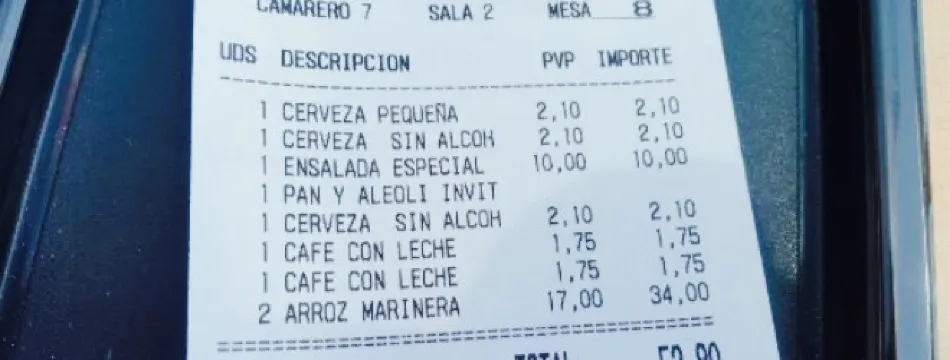 CAMARERO 7 SALA 2 MESA 8
UDS DESCRIPCION PVP IMPORTE
1 CERVEZA PEQUEÑA 2,10 2,10
1 CERVEZA SIN ALCOH 2,10 2,10
1 ENSALADA ESPECIAL 10,00 10,00
1 PAN Y ALEOLI INVIT
1 CERVEZA SIN ALCOH 2,10 2,10
1 CAFE CON LECHE 1,75 1,75
1 CAFE CON LECHE 1,75 1,75
2 ARROZ MARINERA 17,00 34,00
TOTAL